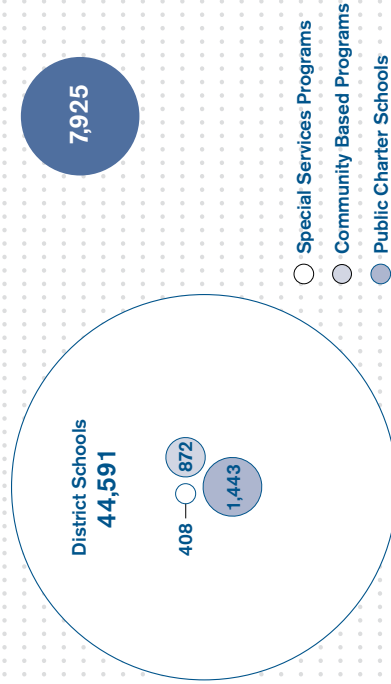 District Schools
44,591
408
872
1,443
7,925
Special Services Programs
Community Based Programs
Public Charter Schools